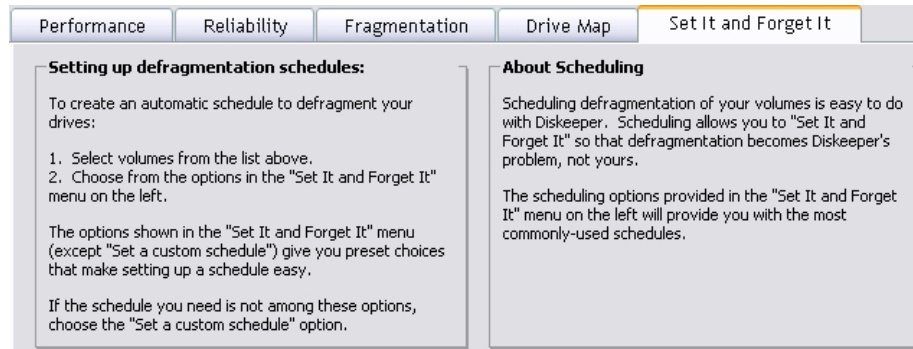 Performance
Reliability
Fragmentation
Drive Map
Set It and Forget It
Setting up defragmentation schedules:
To create an automatic schedule to defragment your
drives:
1. Select volumes from the list above.
2. Choose from the options in the "Set It and Forget It"
menu on the left.
The options shown in the "Set It and Forget It" menu
(except "Set a custom schedule") give you preset choices
that make setting up a schedule easy.
If the schedule you need is not among these options,
choose the "Set a custom schedule" option.
About Scheduling
Scheduling defragmentation of your volumes is easy to do
with Diskeeper. Scheduling allows you to "Set It and
Forget It" so that defragmentation becomes Diskeeper's
problem, not yours.
The scheduling options provided in the "Set It and Forget
It" menu on the left will provide you with the most
commonly-used schedules.